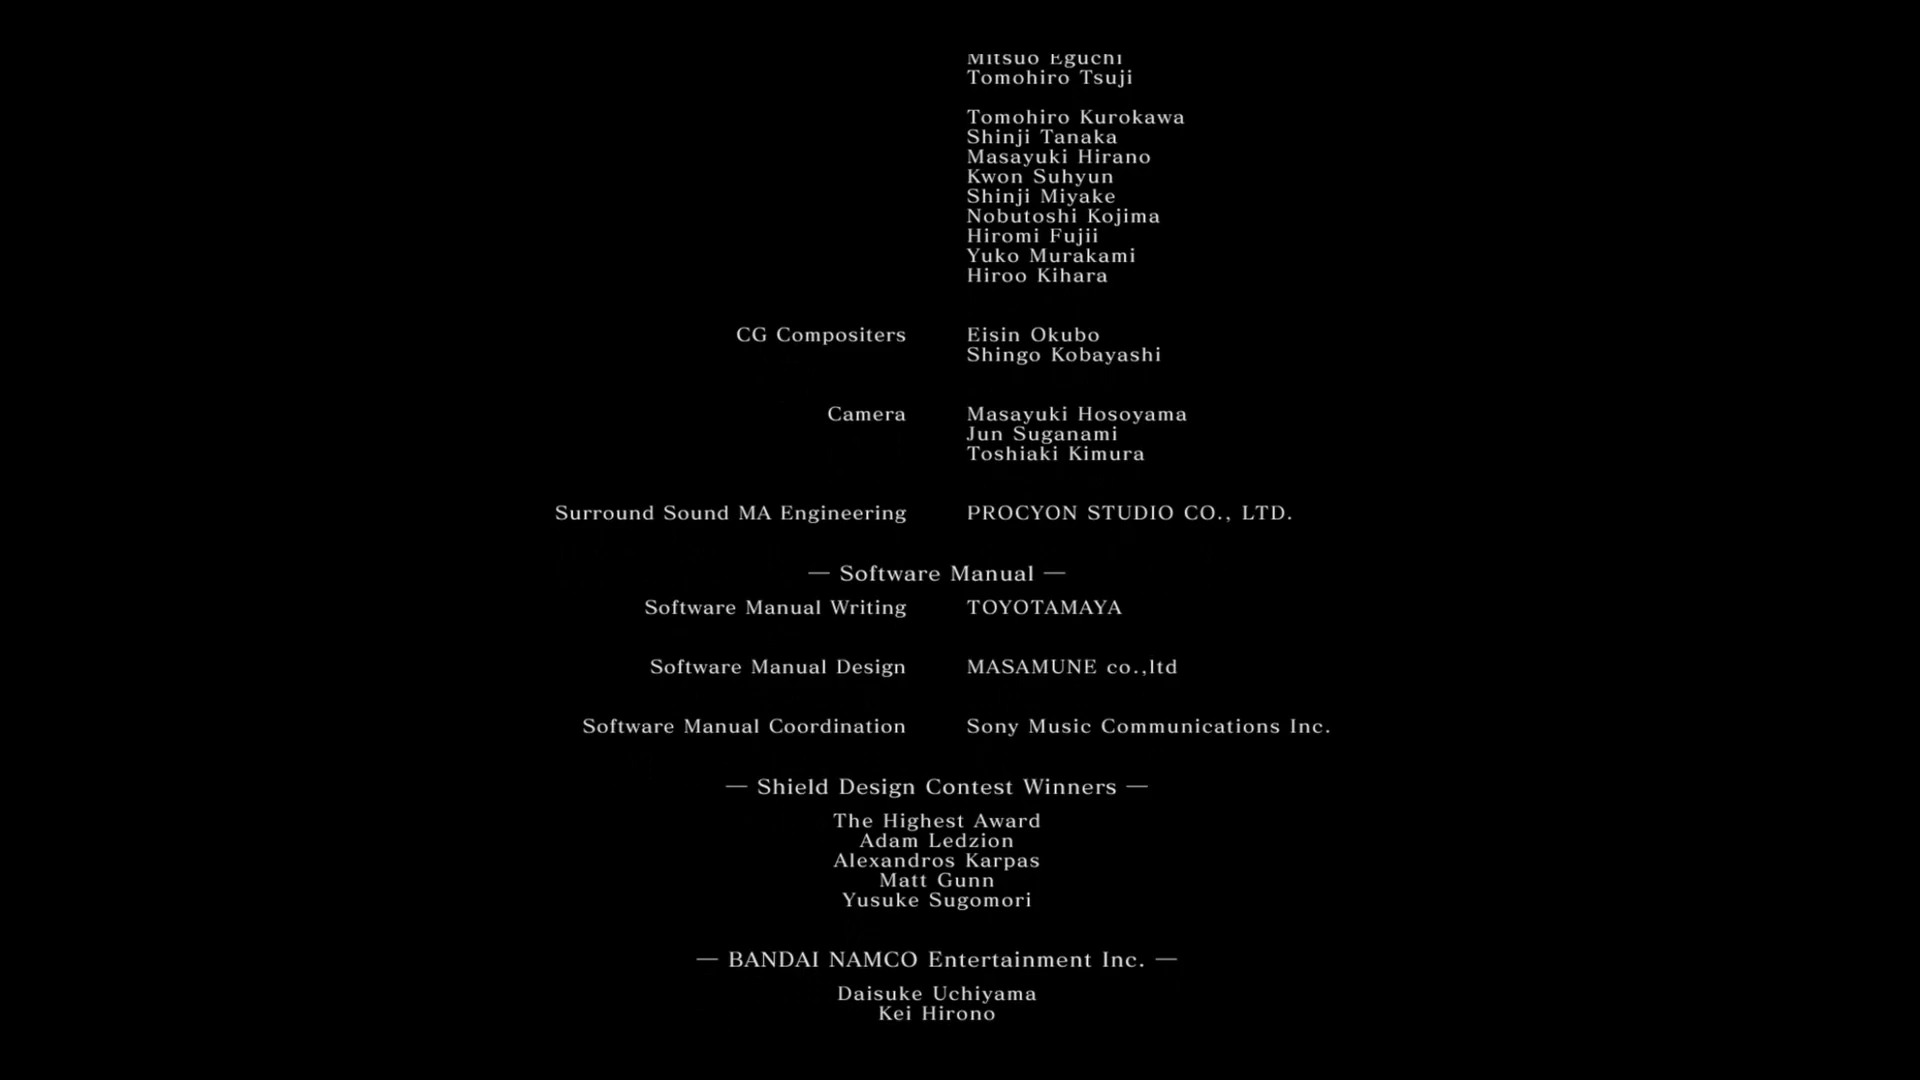 Mitsuo Eguchi
Tomohiro Tsuji
Tomohiro Kurokawa
Shinji Tanaka
Masayuki Hirano
Kwon Suhyun
Shinji Miyake
Nobutoshi Kojima
Hiromi Fujii
Yuko Murakami
Hiroo Kihara
CG Compositers Eisin Okubo
Shingo Kobayashi
Camera Masayuki Hosoyama
Jun Suganami
Toshiaki Kimura
Surround Sound MA Engineering PROCYON STUDIO CO., LTD.
— Software Manual —
Software Manual Writing TOYOTAMAYA
Software Manual Design MASAMUNE co.,ltd
Software Manual Coordination Sony Music Communications Inc.
— Shield Design Contest Winners —
The Highest Award
Adam Ledzion
Alexandros Karpas
Matt Gunn
Yusuke Sugomori
— BANDAI NAMCO Entertainment Inc. —
Daisuke Uchiyama
Kei Hirono